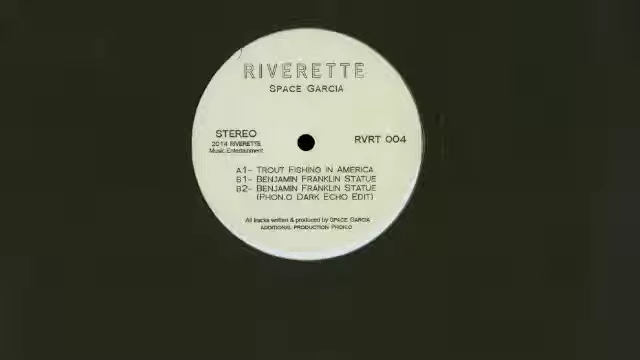 RIVERETTE
SPACE GARCIA
STEREO
2014 RIVERETTE
Music Entertainment
RVRT 004
A1- TROUT FISHING IN AMERICA
B1- BENJAMIN FRANKLIN STATUE
B2- BENJAMIN FRANKLIN STATUE
(PHON.O DARK ECHO EDIT)
All tracks written & produced by SPACE GARCIA
ADDITIONAL PRODUCTION PHON.O